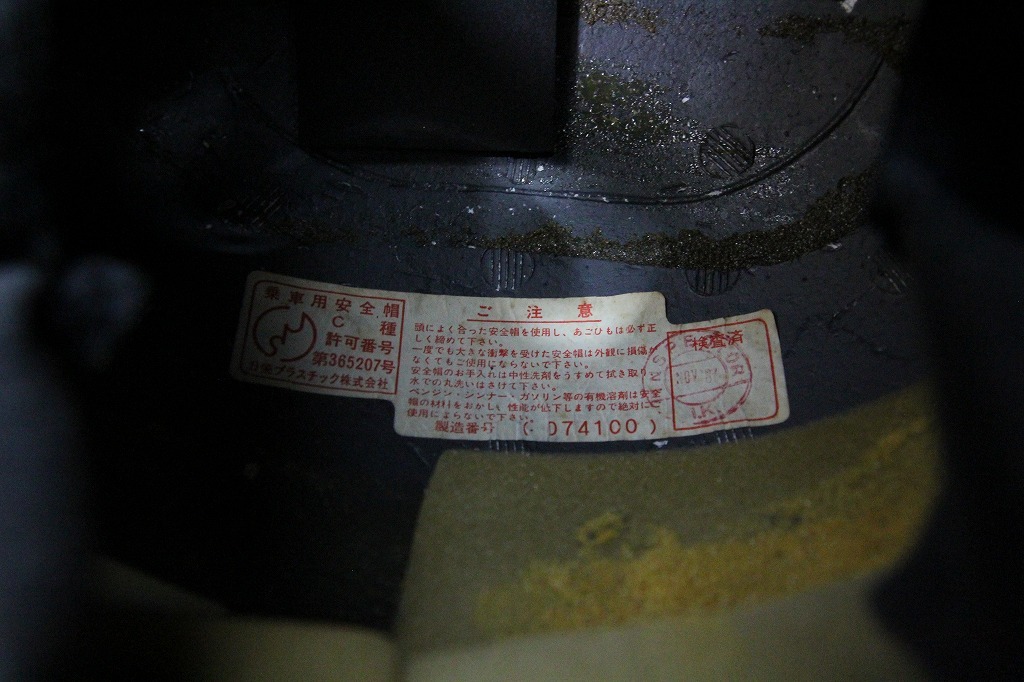 乗車用安全帽
C 種
許可番号
第365207号
プラスチック株式会社
ご注意
頭によく合った安全帽を使用し、あごひもは必ず正
しく締めて下さい。
一度でも大きな衝撃を受けた安全帽は外観に損傷が
なくてもご使用にならないで下さい。
安全帽のお手入れは中性洗剤をうすめて拭き取り
水での丸洗いはさけて下さい。
ベンジン・シンナー、ガソリン等の有機溶剤は安全
帽の材料をおかし、性能が低下しますので絶対に
使用にならないで下さい。
製造番号 ( D74100 )
検査済
NOV
I.K.